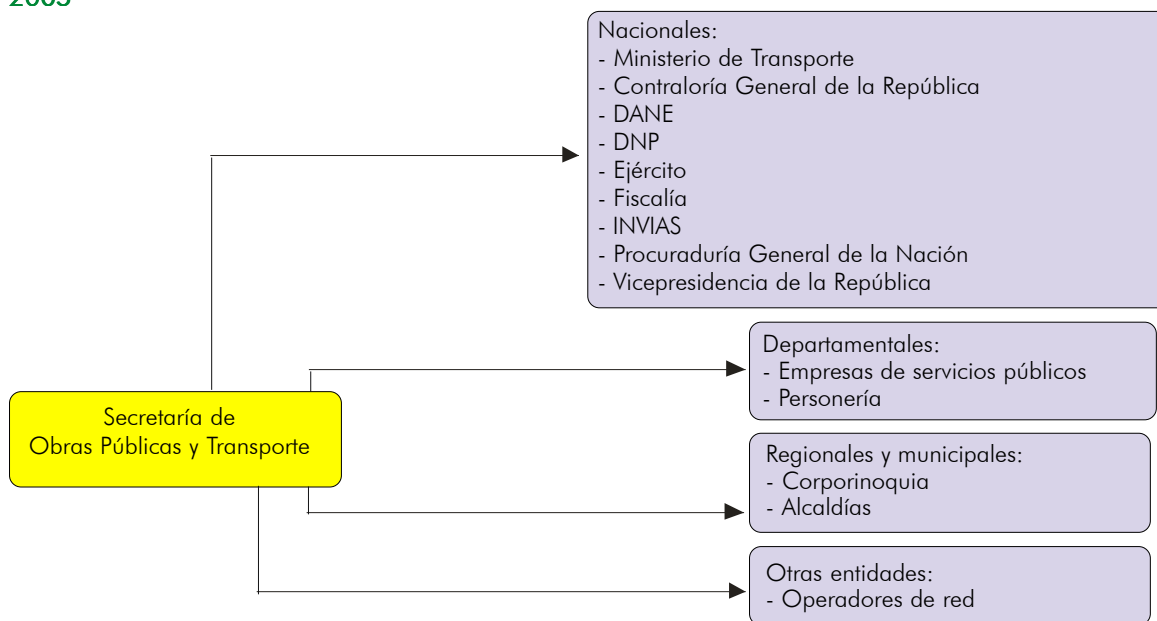 2005
Nacionales:
- Ministerio de Transporte
- Contraloría General de la República
- DANE
- DNP
- Ejército
- Fiscalía
- INVIAS
- Procuraduría General de la Nación
- Vicepresidencia de la República
Departamentales:
- Empresas de servicios públicos
- Personería
Secretaría de
Obras Públicas y Transporte
Regionales y municipales:
- Corporinoquia
- Alcaldías
Otras entidades:
- Operadores de red